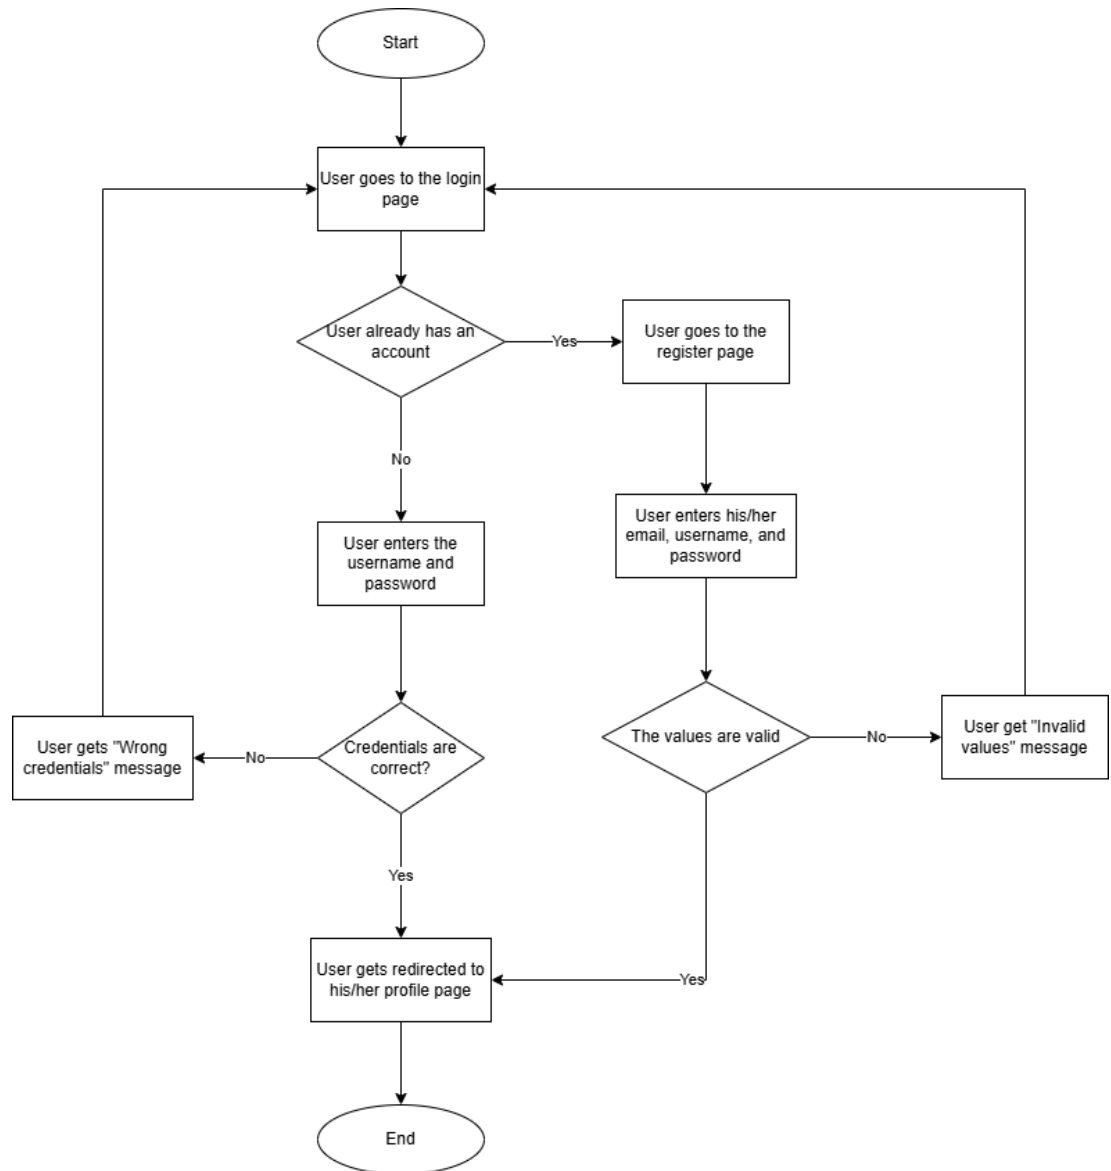 Start
User goes to the login
page
User already has an
account
Yes
User goes to the
register page
No
User enters the
username and
password
User enters his/her
email, username, and
password
User gets "Wrong
credentials" message
No
Credentials are
correct?
The values are valid
No
User get "Invalid
values" message
Yes
User gets redirected to
his/her profile page
Yes
End